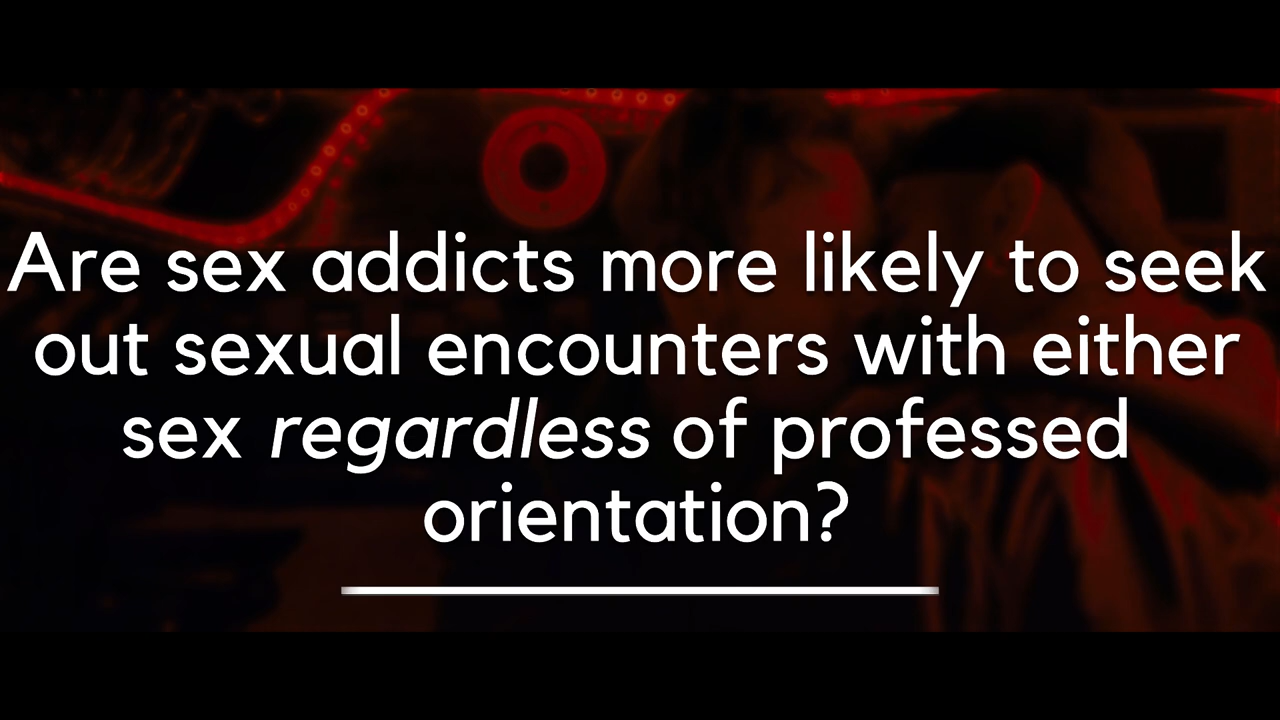 Are sex addicts more likely to seek
out sexual encounters with either
sex regardless of professed
orientation?